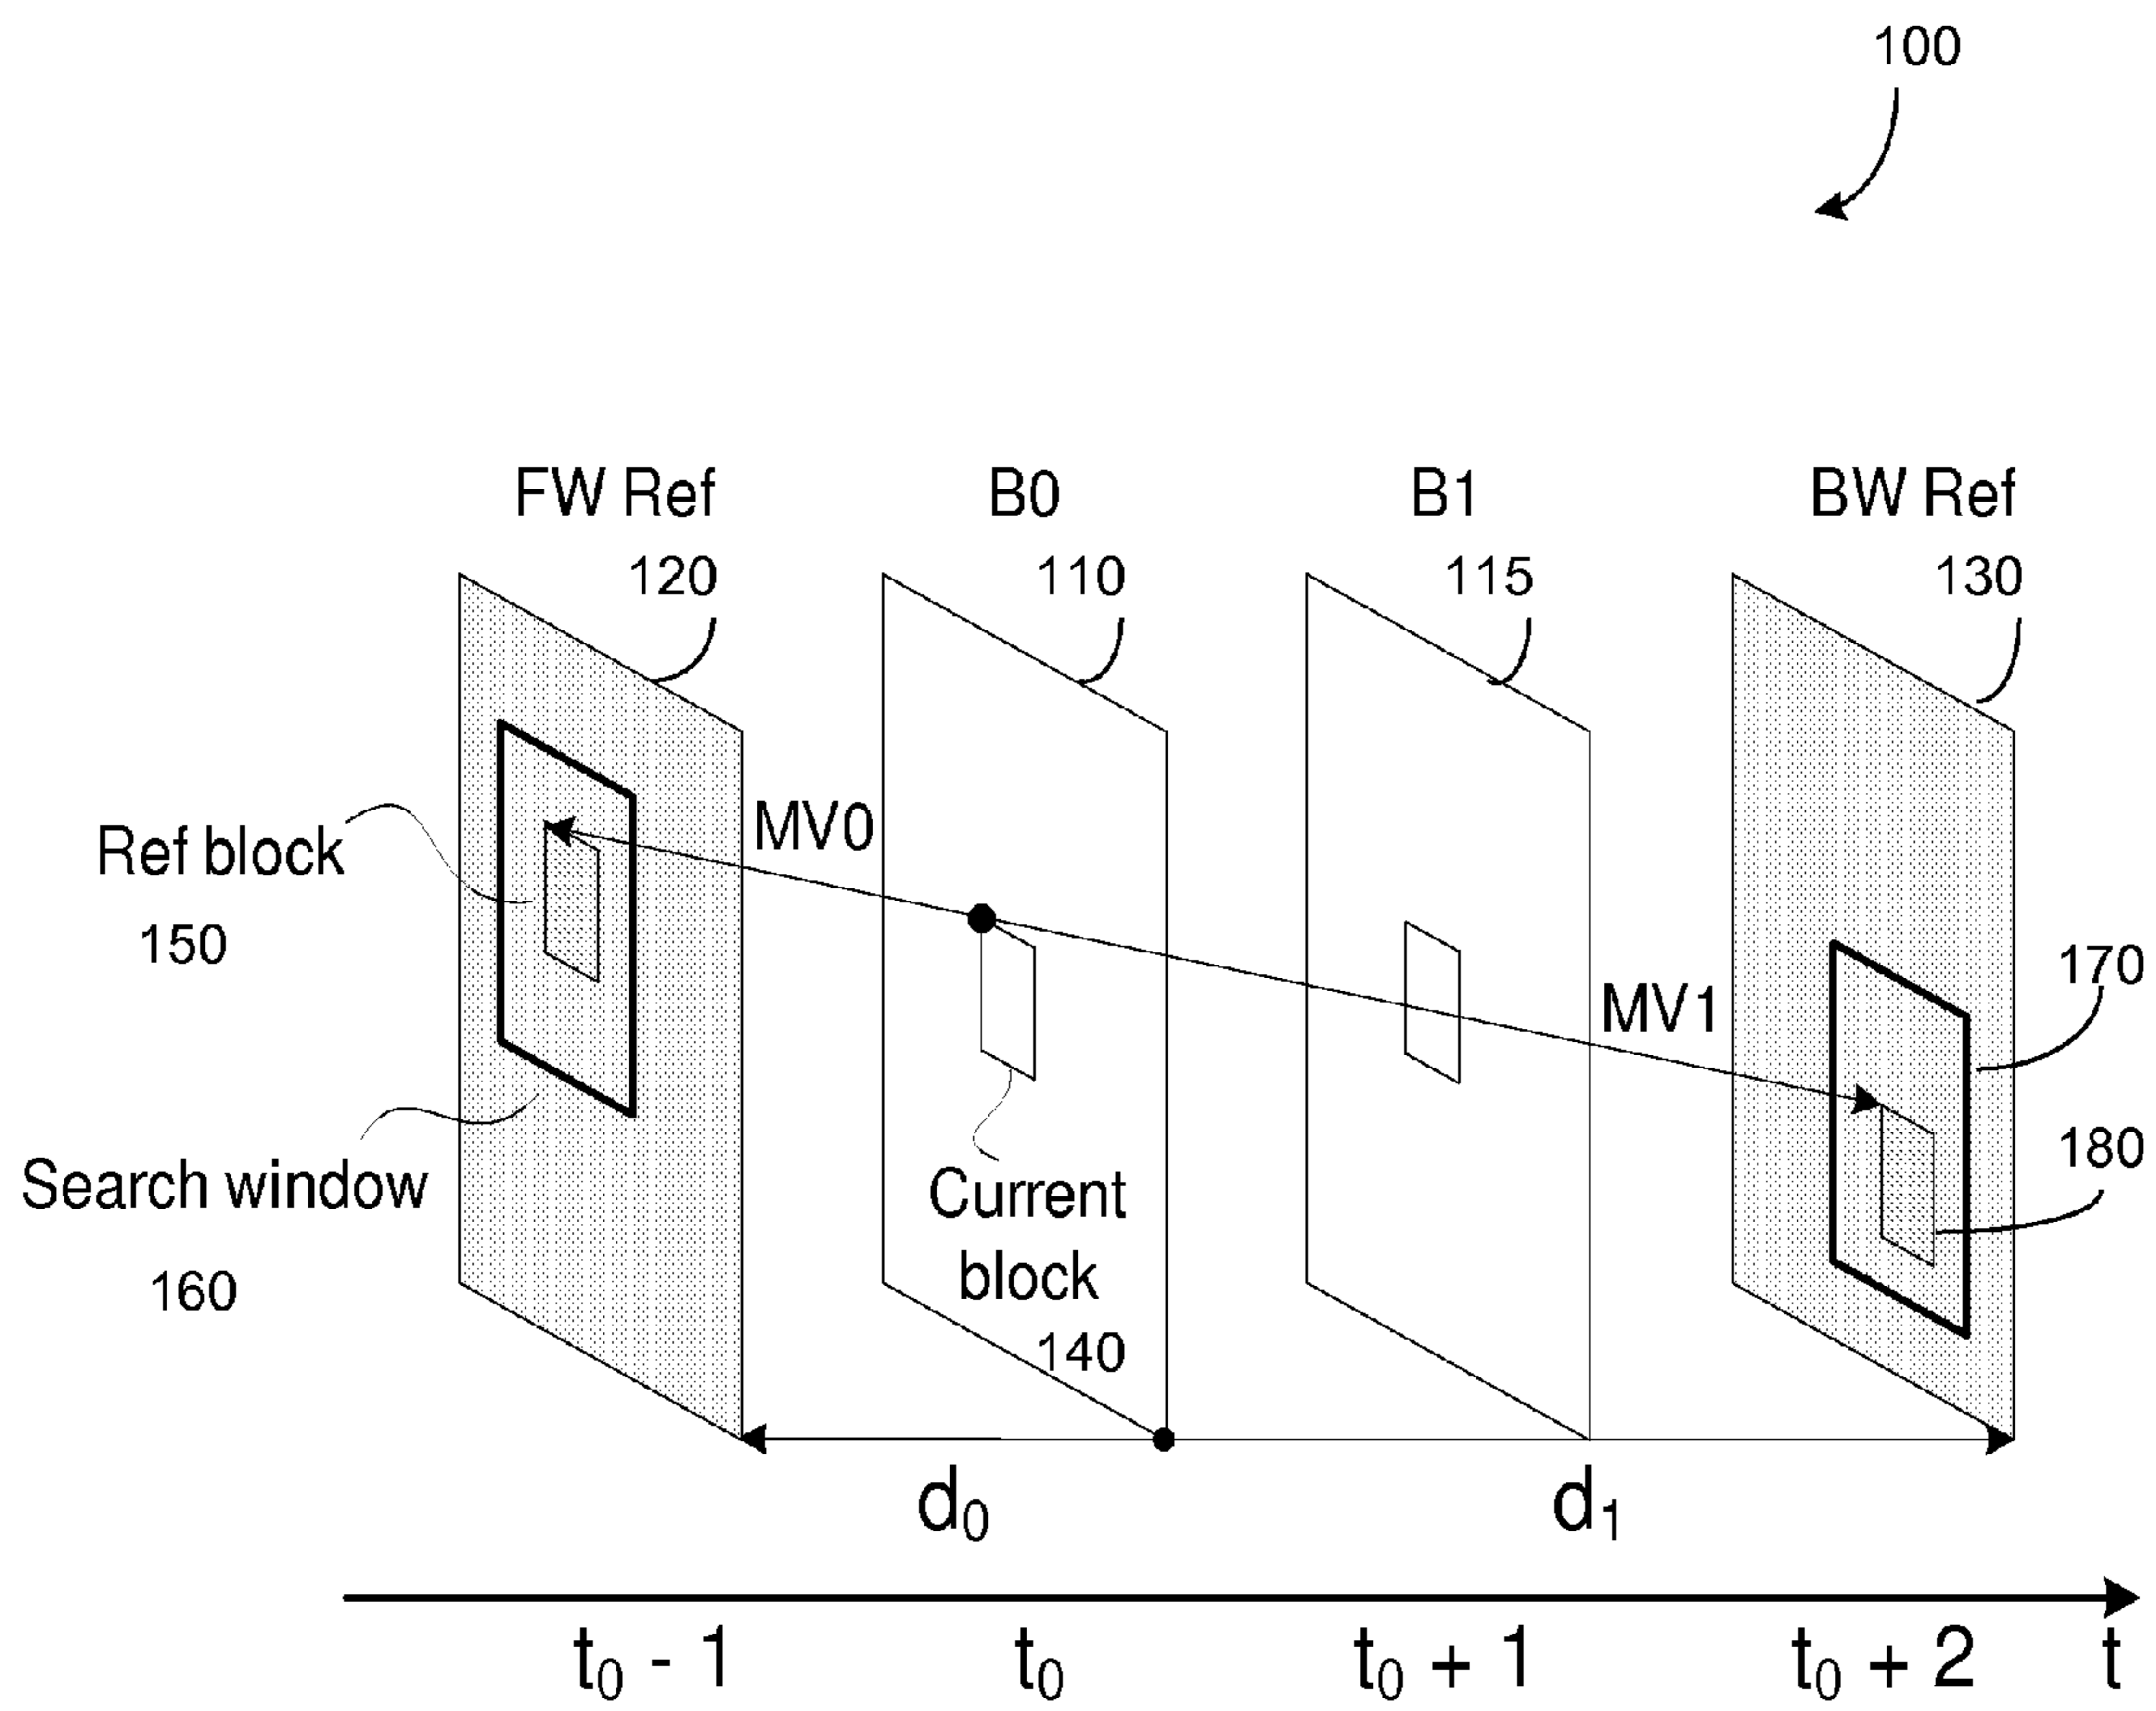 100
FW Ref
B0
B1
BW Ref
120
110
115
130
MV0
Ref block
150
170
MV1
180
Search window
160
Current
block
140
d₀
d₁
t₀ - 1
t₀
t₀ + 1
t₀ + 2
t